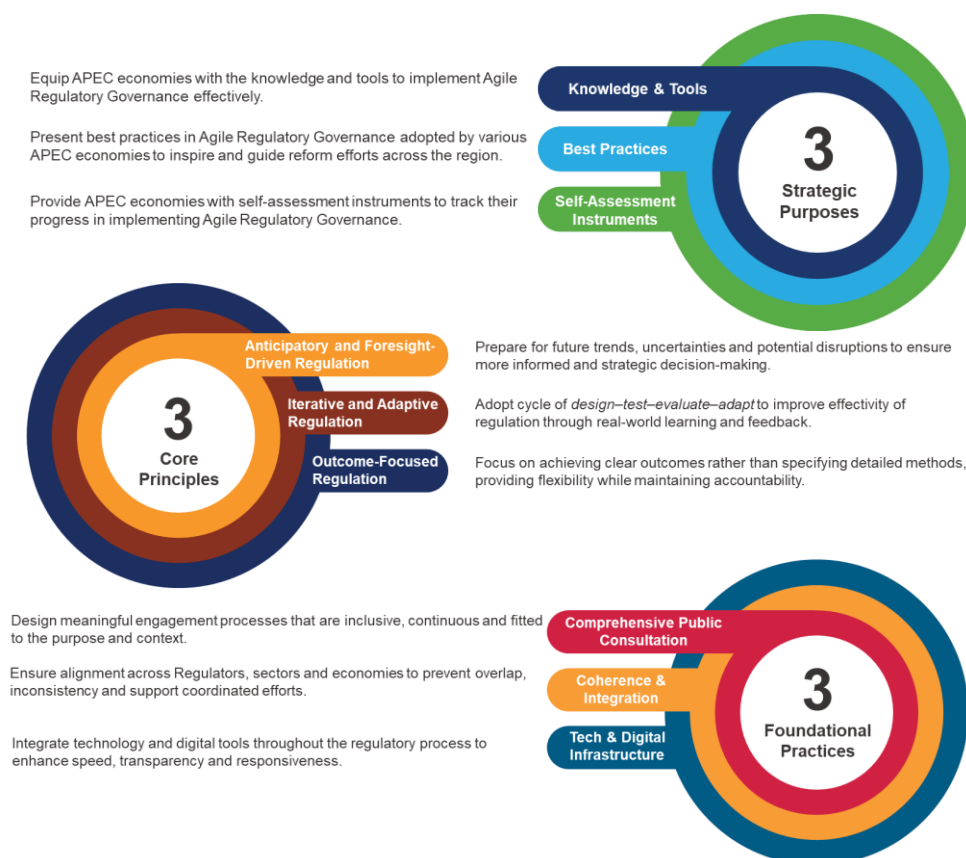 Equip APEC economies with the knowledge and tools to implement Agile
Regulatory Governance effectively.
Knowledge & Tools
Present best practices in Agile Regulatory Governance adopted by various
APEC economies to inspire and guide reform efforts across the region.
Best Practices
Provide APEC economies with self-assessment instruments to track their
progress in implementing Agile Regulatory Governance.
Self-Assessment
Instruments
3
Strategic
Purposes
3
Core
Principles
Anticipatory and Foresight-
Driven Regulation
Prepare for future trends, uncertainties and potential disruptions to ensure
more informed and strategic decision-making.
Iterative and Adaptive
Regulation
Adopt cycle of design–test–evaluate–adapt to improve effectivity of
regulation through real-world learning and feedback.
Outcome-Focused
Regulation
Focus on achieving clear outcomes rather than specifying detailed methods,
providing flexibility while maintaining accountability.
Design meaningful engagement processes that are inclusive, continuous and fitted
to the purpose and context.
Comprehensive Public
Consultation
Ensure alignment across Regulators, sectors and economies to prevent overlap,
inconsistency and support coordinated efforts.
Coherence &
Integration
Integrate technology and digital tools throughout the regulatory process to
enhance speed, transparency and responsiveness.
Tech & Digital
Infrastructure
3
Foundational
Practices